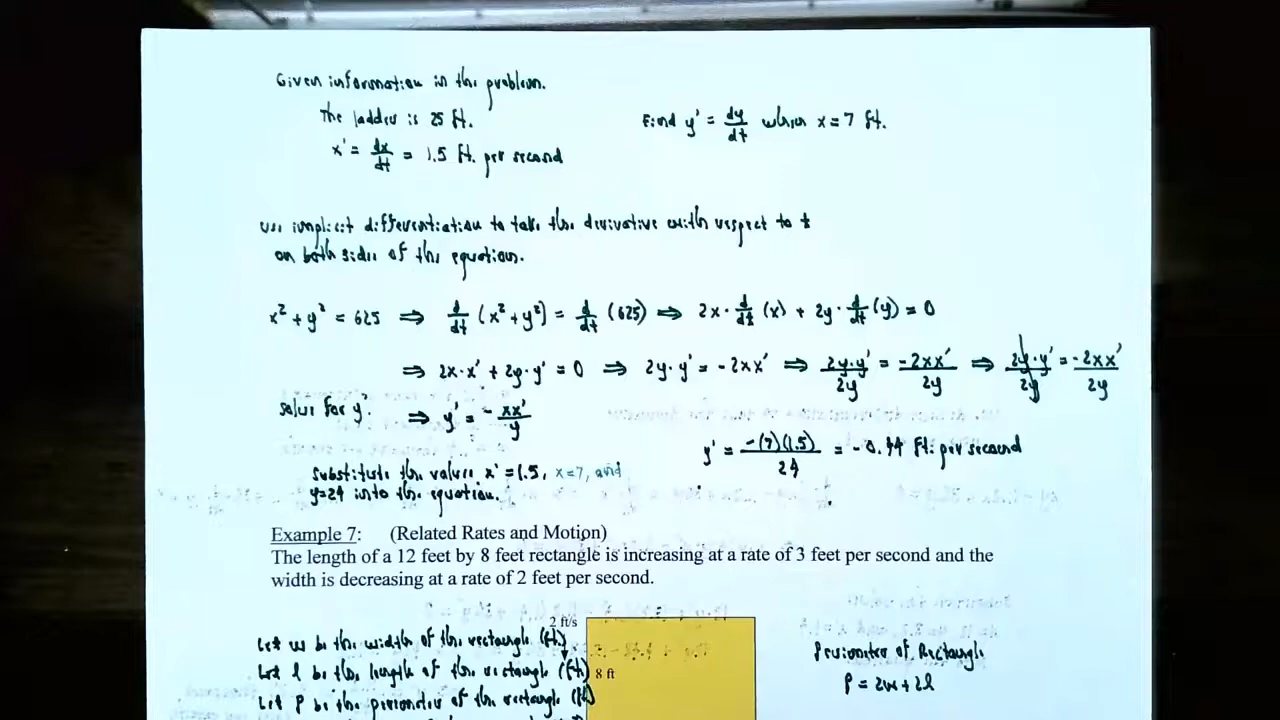 Given information in the problem.
The ladder is 25 ft.
Find y' = dy/dt when x = 7 ft.
x' = dx/dt = 1.5 ft. per second
Use implicit differentiation to take the derivative with respect to t
on both sides of the equation.
x² + y² = 625 ⇒ d/dt (x² + y²) = d/dt (625) ⇒ 2x · d/dt (x) + 2y · d/dt (y) = 0
⇒ 2x·x' + 2y·y' = 0 ⇒ 2y·y' = -2xx' ⇒ 2y·y'/2y = -2xx'/2y ⇒ 2y·y'/2y = -2xx'/2y
Solve for y'. ⇒ y' = -xx'/y
y' = -(7)(1.5)/24 = -0.44 ft. per second
Substitute the values x' = 1.5, x = 7, and
y = 24 into the equation.
Example 7: (Related Rates and Motion)
The length of a 12 feet by 8 feet rectangle is increasing at a rate of 3 feet per second and the
width is decreasing at a rate of 2 feet per second.
2 ft/s
Let w be the width of the rectangle (ft)
Let l be the length of the rectangle (ft)
8 ft
Let P be the perimeter of the rectangle (ft)
Perimeter of Rectangle
P = 2w + 2l